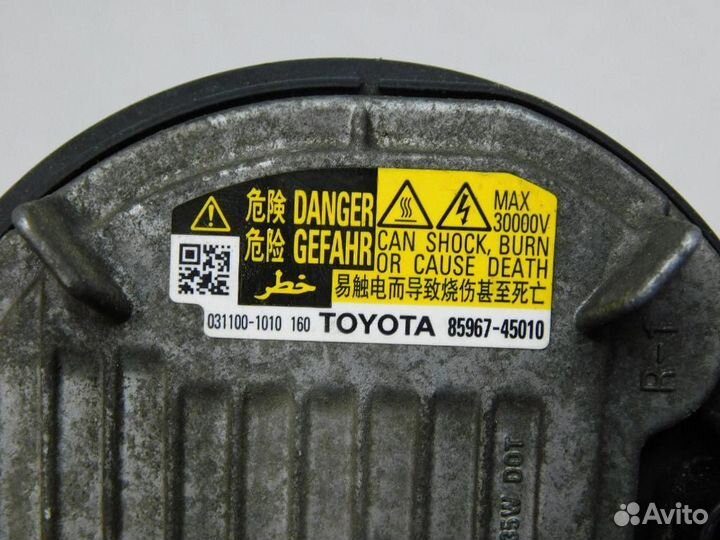 危険 DANGER
危险 GEFAHR
خطر
MAX
30000V
CAN SHOCK, BURN
OR CAUSE DEATH
易触电而导致烧伤甚至死亡
031100-1010 160 TOYOTA 85967-45010
R-1
35W DOT
Avito